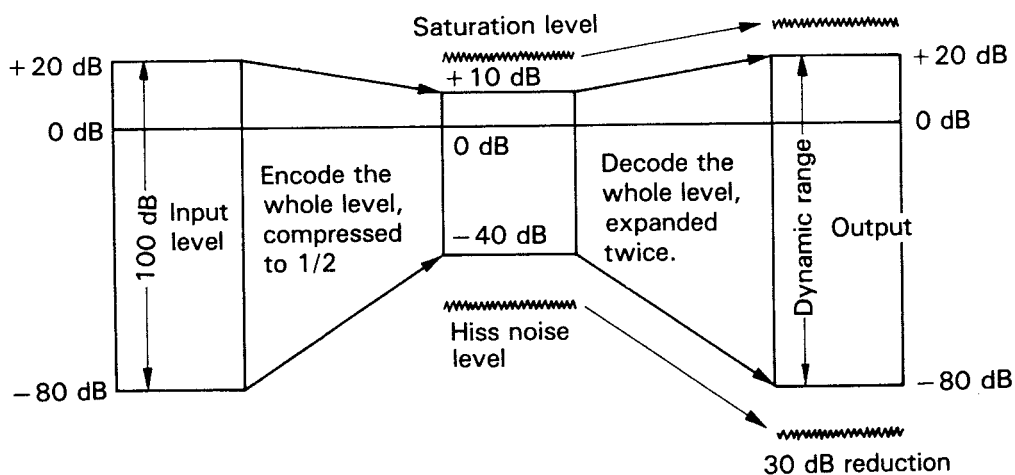 Saturation level
+20 dB
+10 dB
+20 dB
0 dB
0 dB
0 dB
Encode the
whole level,
compressed
to 1/2
Input
level
100 dB
Decode the
whole level,
expanded
twice.
Dynamic range
Output
−40 dB
Hiss noise
level
−80 dB
−80 dB
30 dB reduction